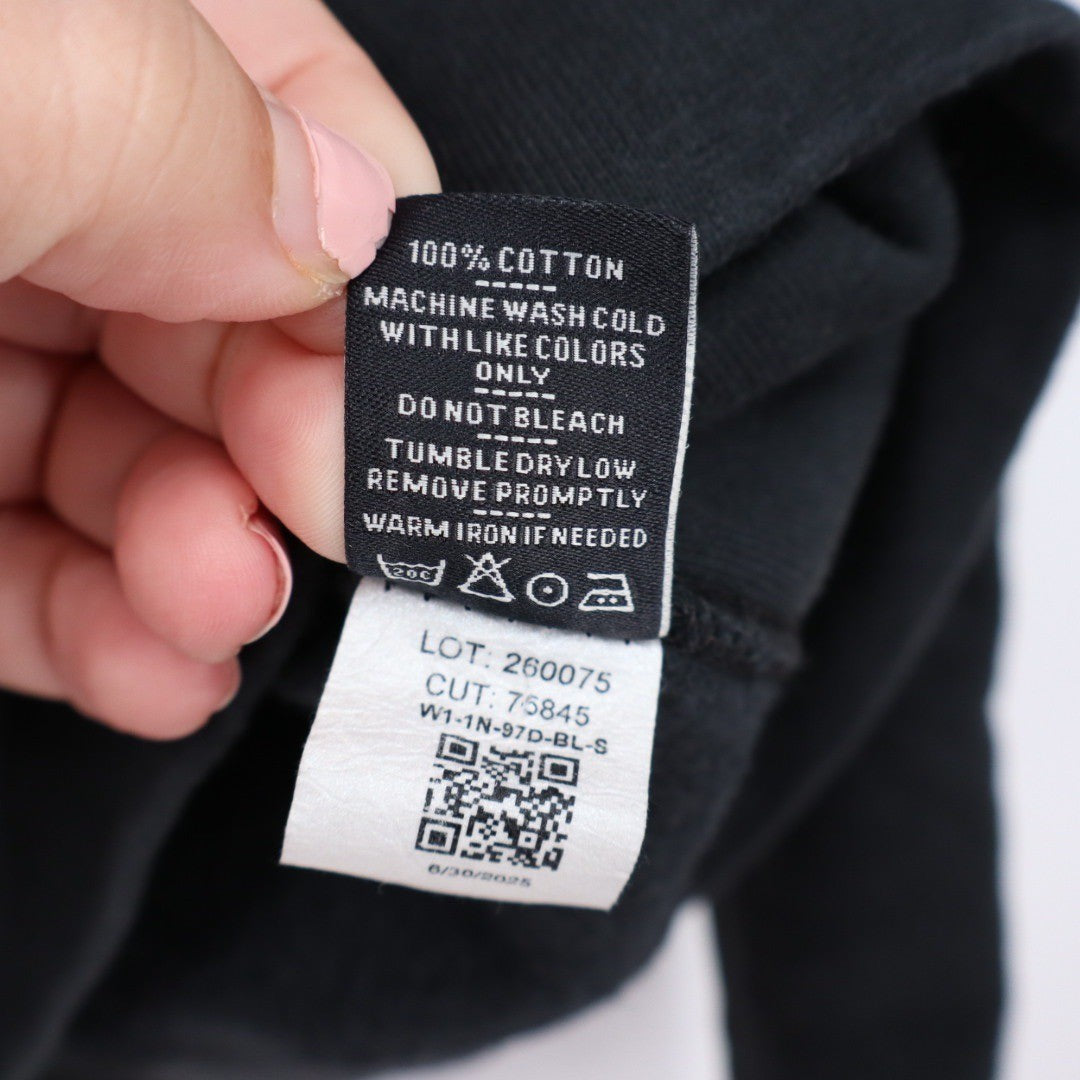 100% COTTON
MACHINE WASH COLD
WITH LIKE COLORS
ONLY
DO NOT BLEACH
TUMBLE DRY LOW
REMOVE PROMPTLY
WARM IRON IF NEEDED
20C
LOT: 260075
CUT: 76845
W1-1N-97D-BL-S
6/30/2025